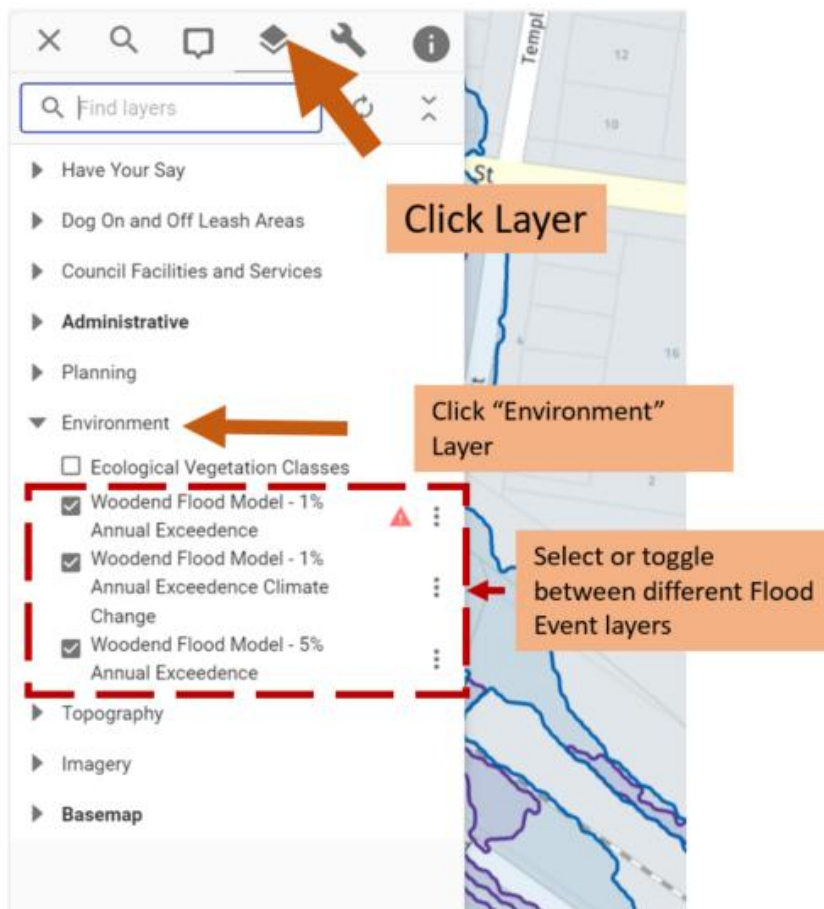 Find layers
Have Your Say
Dog On and Off Leash Areas
Council Facilities and Services
Administrative
Planning
Environment
Ecological Vegetation Classes
Woodend Flood Model - 1%
Annual Exceedence
Woodend Flood Model - 1%
Annual Exceedence Climate
Change
Woodend Flood Model - 5%
Annual Exceedence
Topography
Imagery
Basemap
Click Layer
Click “Environment”
Layer
Select or toggle
between different Flood
Event layers
Templ
12
10
St
4
16
t
2